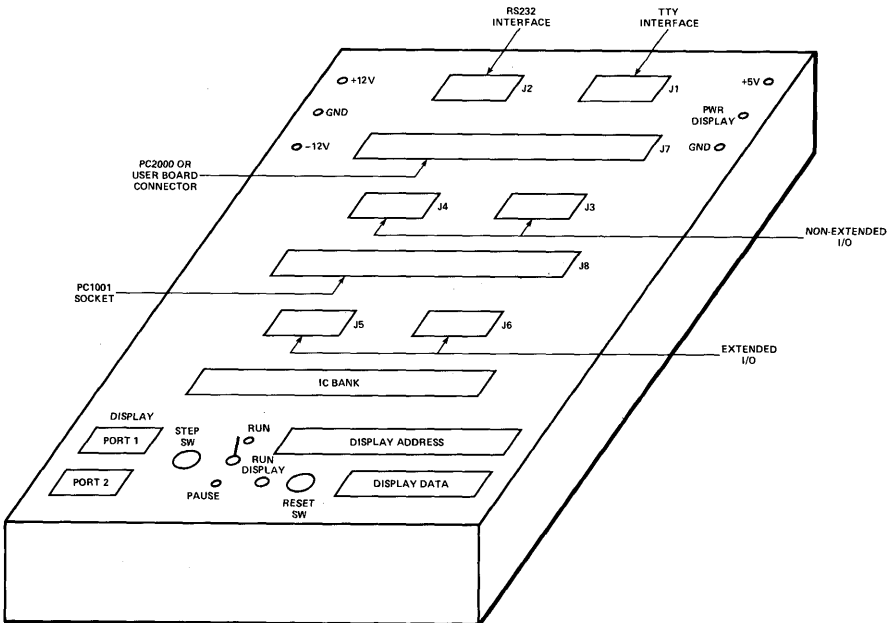 RS232
INTERFACE
TTY
INTERFACE
+12V
J2
J1
+5V
GND
PWR
DISPLAY
-12V
J7
GND
PC2000 OR
USER BOARD
CONNECTOR
J4
J3
NON-EXTENDED
I/O
J8
PC1001
SOCKET
J5
J6
EXTENDED
I/O
IC BANK
DISPLAY
PORT 1
STEP
SW
RUN
DISPLAY ADDRESS
RUN
DISPLAY
PORT 2
PAUSE
RESET
SW
DISPLAY DATA